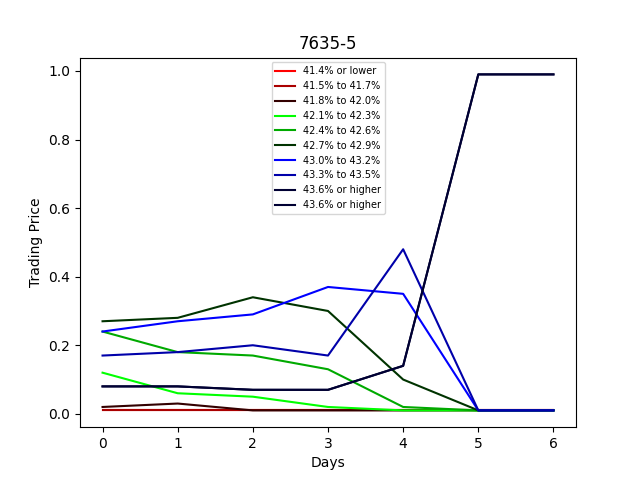 7635-5
1.0
0.8
0.6
0.4
0.2
0.0
Trading Price
41.4% or lower
41.5% to 41.7%
41.8% to 42.0%
42.1% to 42.3%
42.4% to 42.6%
42.7% to 42.9%
43.0% to 43.2%
43.3% to 43.5%
43.6% or higher
43.6% or higher
0 1 2 3 4 5 6
Days